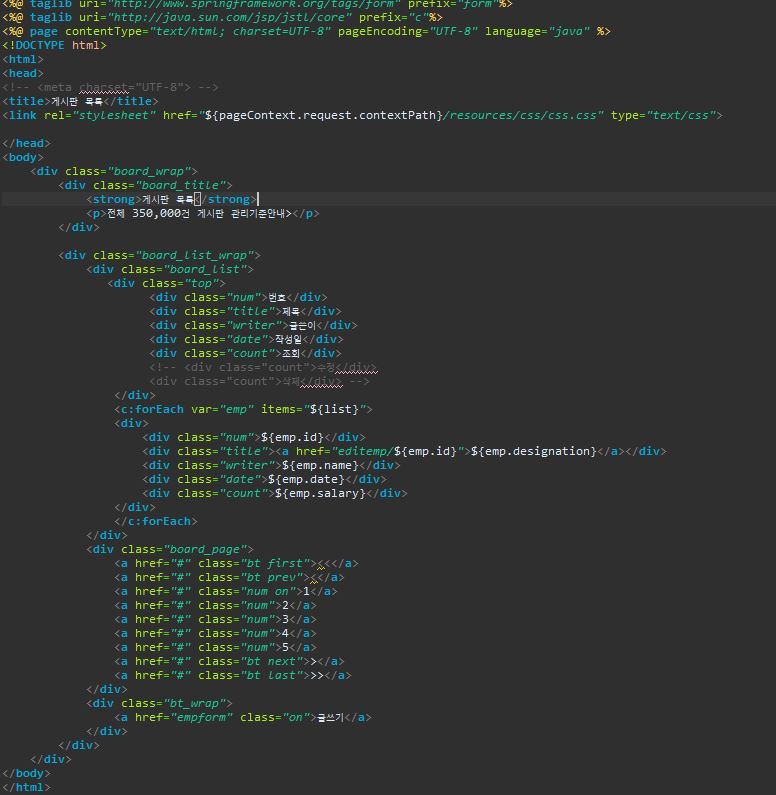 <%@ taglib uri="http://www.springframework.org/tags/form" prefix="form"%>
<%@ taglib uri="http://java.sun.com/jsp/jstl/core" prefix="c"%>
<%@ page contentType="text/html; charset=UTF-8" pageEncoding="UTF-8" language="java" %>
<!DOCTYPE html>
<html>
<head>
<!-- <meta charset="UTF-8"> -->
<title>게시판 목록</title>
<link rel="stylesheet" href="${pageContext.request.contextPath}/resources/css/css.css" type="text/css">
</head>
<body>
<div class="board_wrap">
<div class="board_title">
<strong>게시판 목록</strong>
<p>전체 350,000건 게시판 관리기준안내></p>
</div>
<div class="board_list_wrap">
<div class="board_list">
<div class="top">
<div class="num">번호</div>
<div class="title">제목</div>
<div class="writer">글쓴이</div>
<div class="date">작성일</div>
<div class="count">조회</div>
<!-- <div class="count">수정</div>
<div class="count">삭제</div> -->
</div>
<c:forEach var="emp" items="${list}">
<div>
<div class="num">${emp.id}</div>
<div class="title"><a href="editemp/${emp.id}">${emp.designation}</a></div>
<div class="writer">${emp.name}</div>
<div class="date">${emp.date}</div>
<div class="count">${emp.salary}</div>
</div>
</c:forEach>
</div>
<div class="board_page">
<a href="#" class="bt first"><<</a>
<a href="#" class="bt prev"><</a>
<a href="#" class="num on">1</a>
<a href="#" class="num">2</a>
<a href="#" class="num">3</a>
<a href="#" class="num">4</a>
<a href="#" class="num">5</a>
<a href="#" class="bt next">></a>
<a href="#" class="bt last">>></a>
</div>
<div class="bt_wrap">
<a href="empform" class="on">글쓰기</a>
</div>
</div>
</div>
</body>
</html>